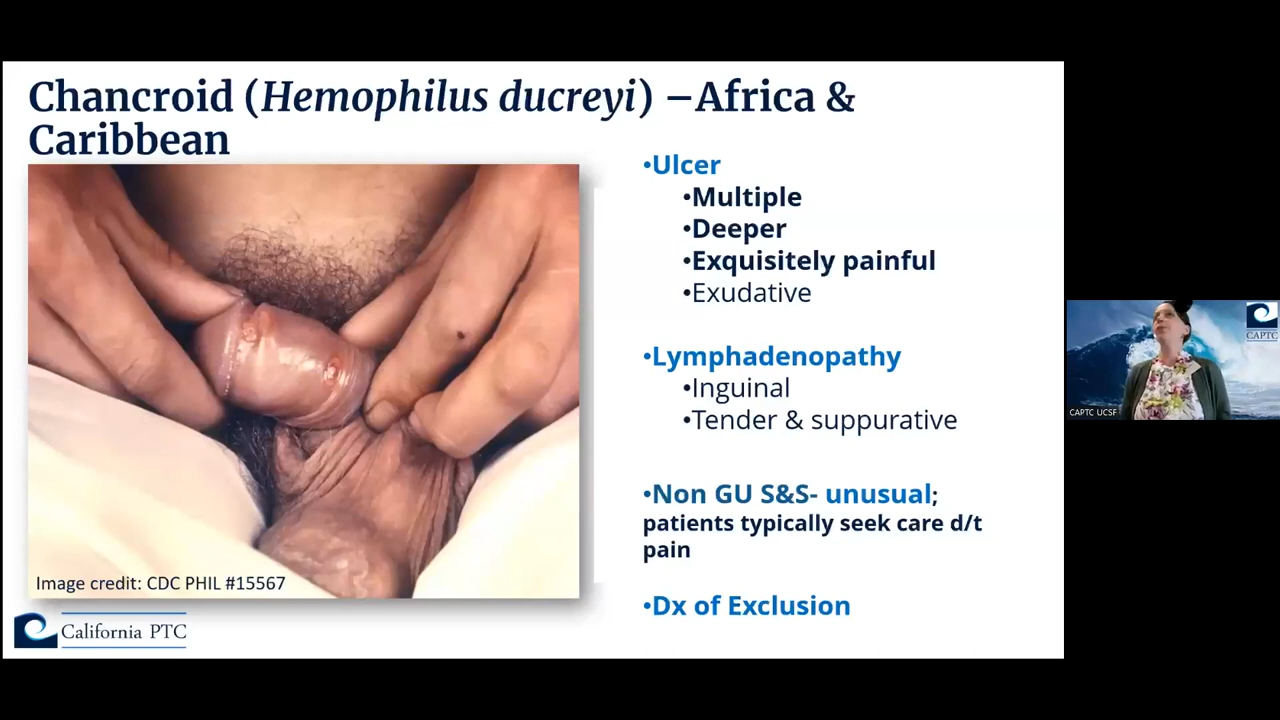 Chancroid (Hemophilus ducreyi) –Africa &
Caribbean
•Ulcer
•Multiple
•Deeper
•Exquisitely painful
•Exudative
•Lymphadenopathy
•Inguinal
•Tender & suppurative
•Non GU S&S- unusual;
patients typically seek care d/t
pain
•Dx of Exclusion
Image credit: CDC PHIL #15567
California PTC
CAPTC
CAPTC UCSF